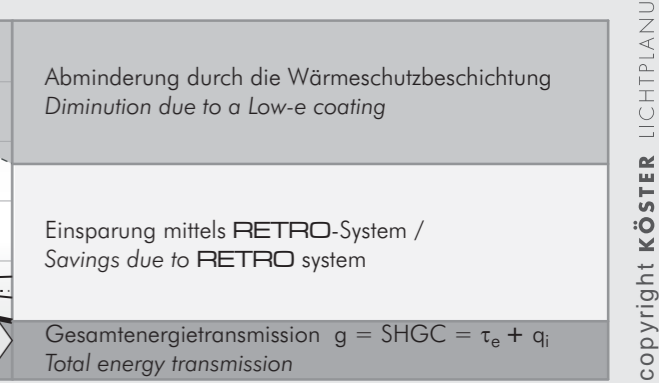 Abminderung durch die Wärmeschutzbeschichtung
Diminution due to a Low-e coating
Einsparung mittels RETRO-System /
Savings due to RETRO system
Gesamtenergietransmission g = SHGC = τe + qi
Total energy transmission
copyright KÖSTER